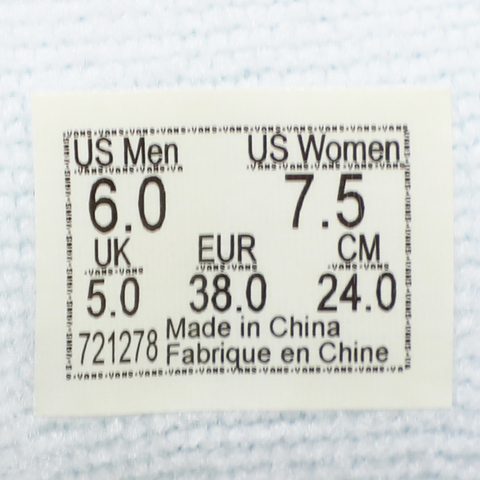 US Men US Women
6.0 7.5
UK EUR CM
5.0 38.0 24.0
721278 Made in China
Fabrique en Chine